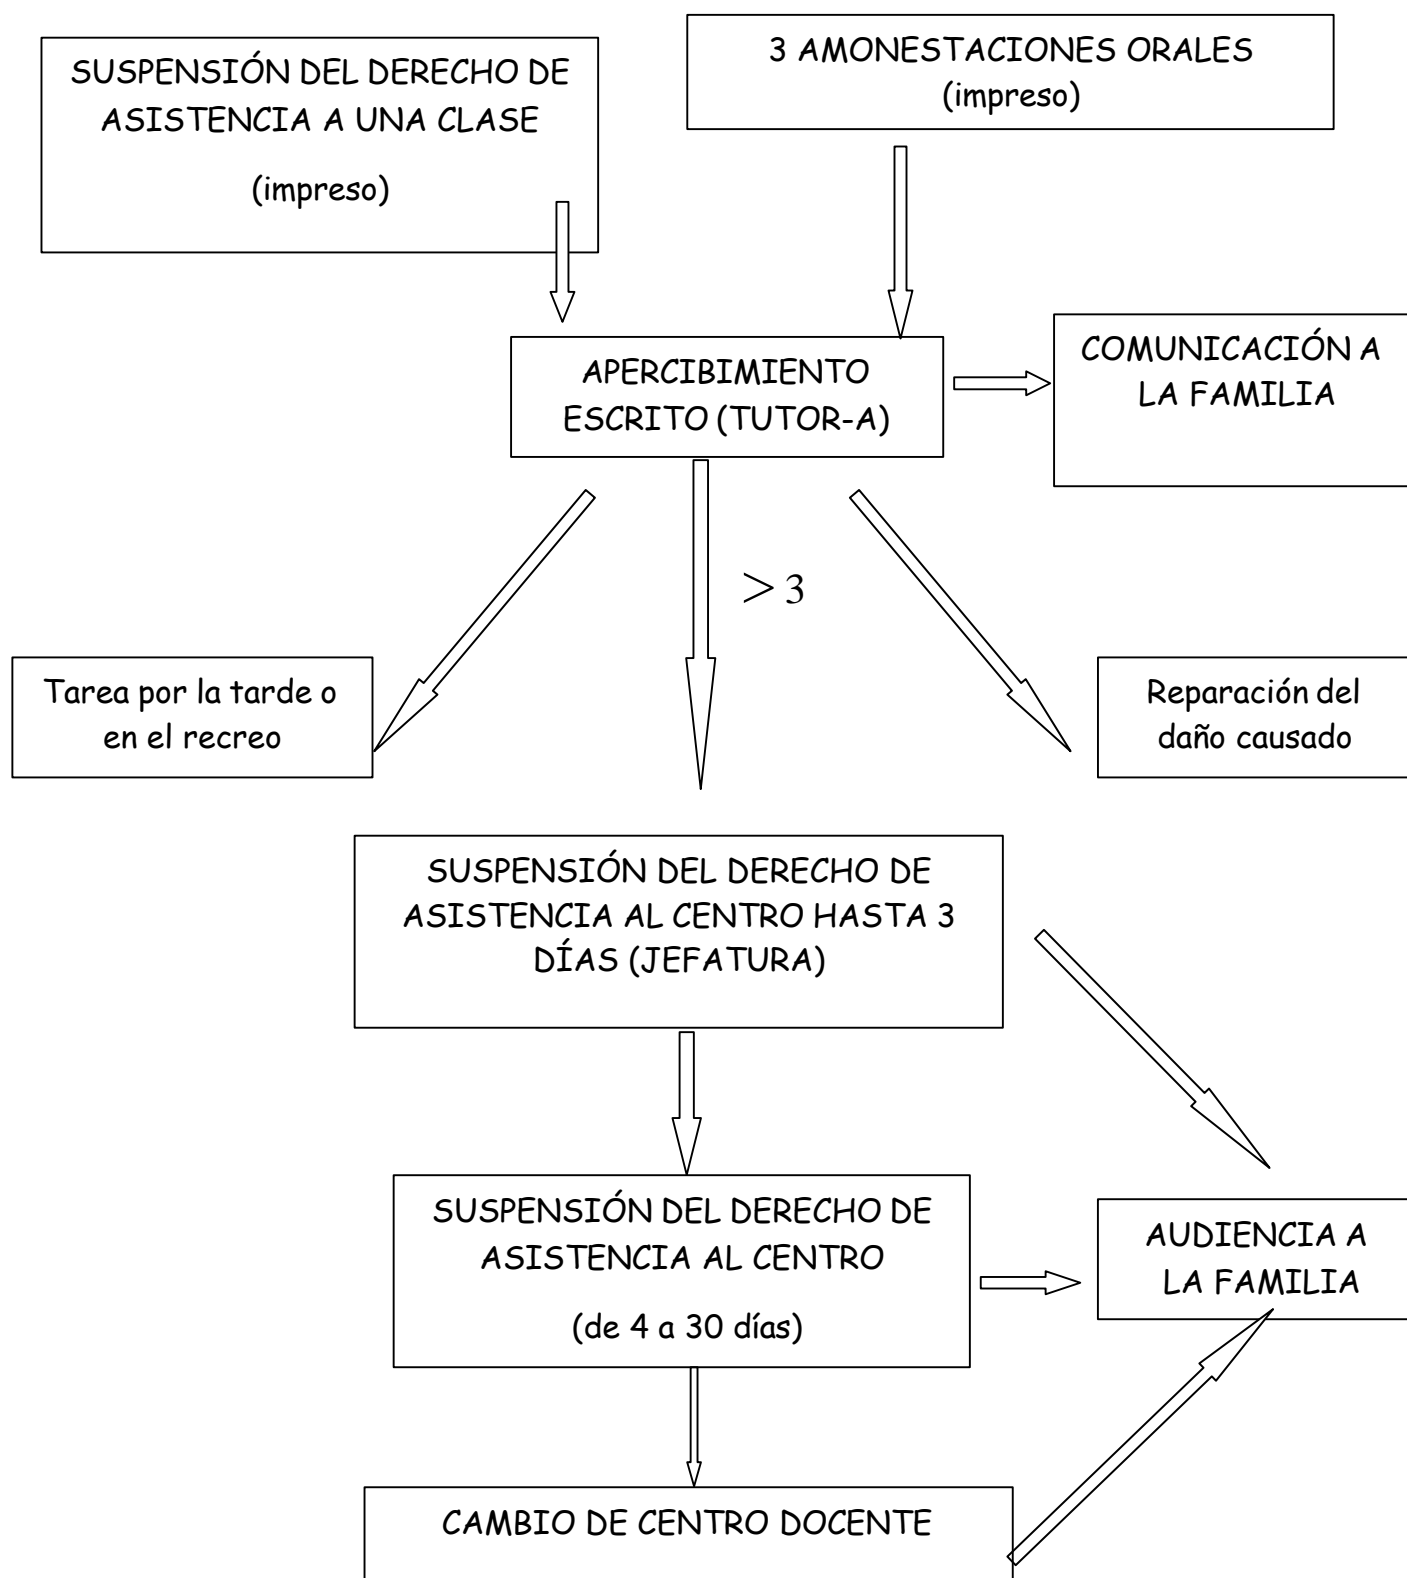 SUSPENSIÓN DEL DERECHO DE
ASISTENCIA A UNA CLASE
(impreso)
3 AMONESTACIONES ORALES
(impreso)
APERCIBIMIENTO
ESCRITO (TUTOR-A)
COMUNICACIÓN A
LA FAMILIA
> 3
Tarea por la tarde o
en el recreo
Reparación del
daño causado
SUSPENSIÓN DEL DERECHO DE
ASISTENCIA AL CENTRO HASTA 3
DÍAS (JEFATURA)
SUSPENSIÓN DEL DERECHO DE
ASISTENCIA AL CENTRO
(de 4 a 30 días)
AUDIENCIA A
LA FAMILIA
CAMBIO DE CENTRO DOCENTE